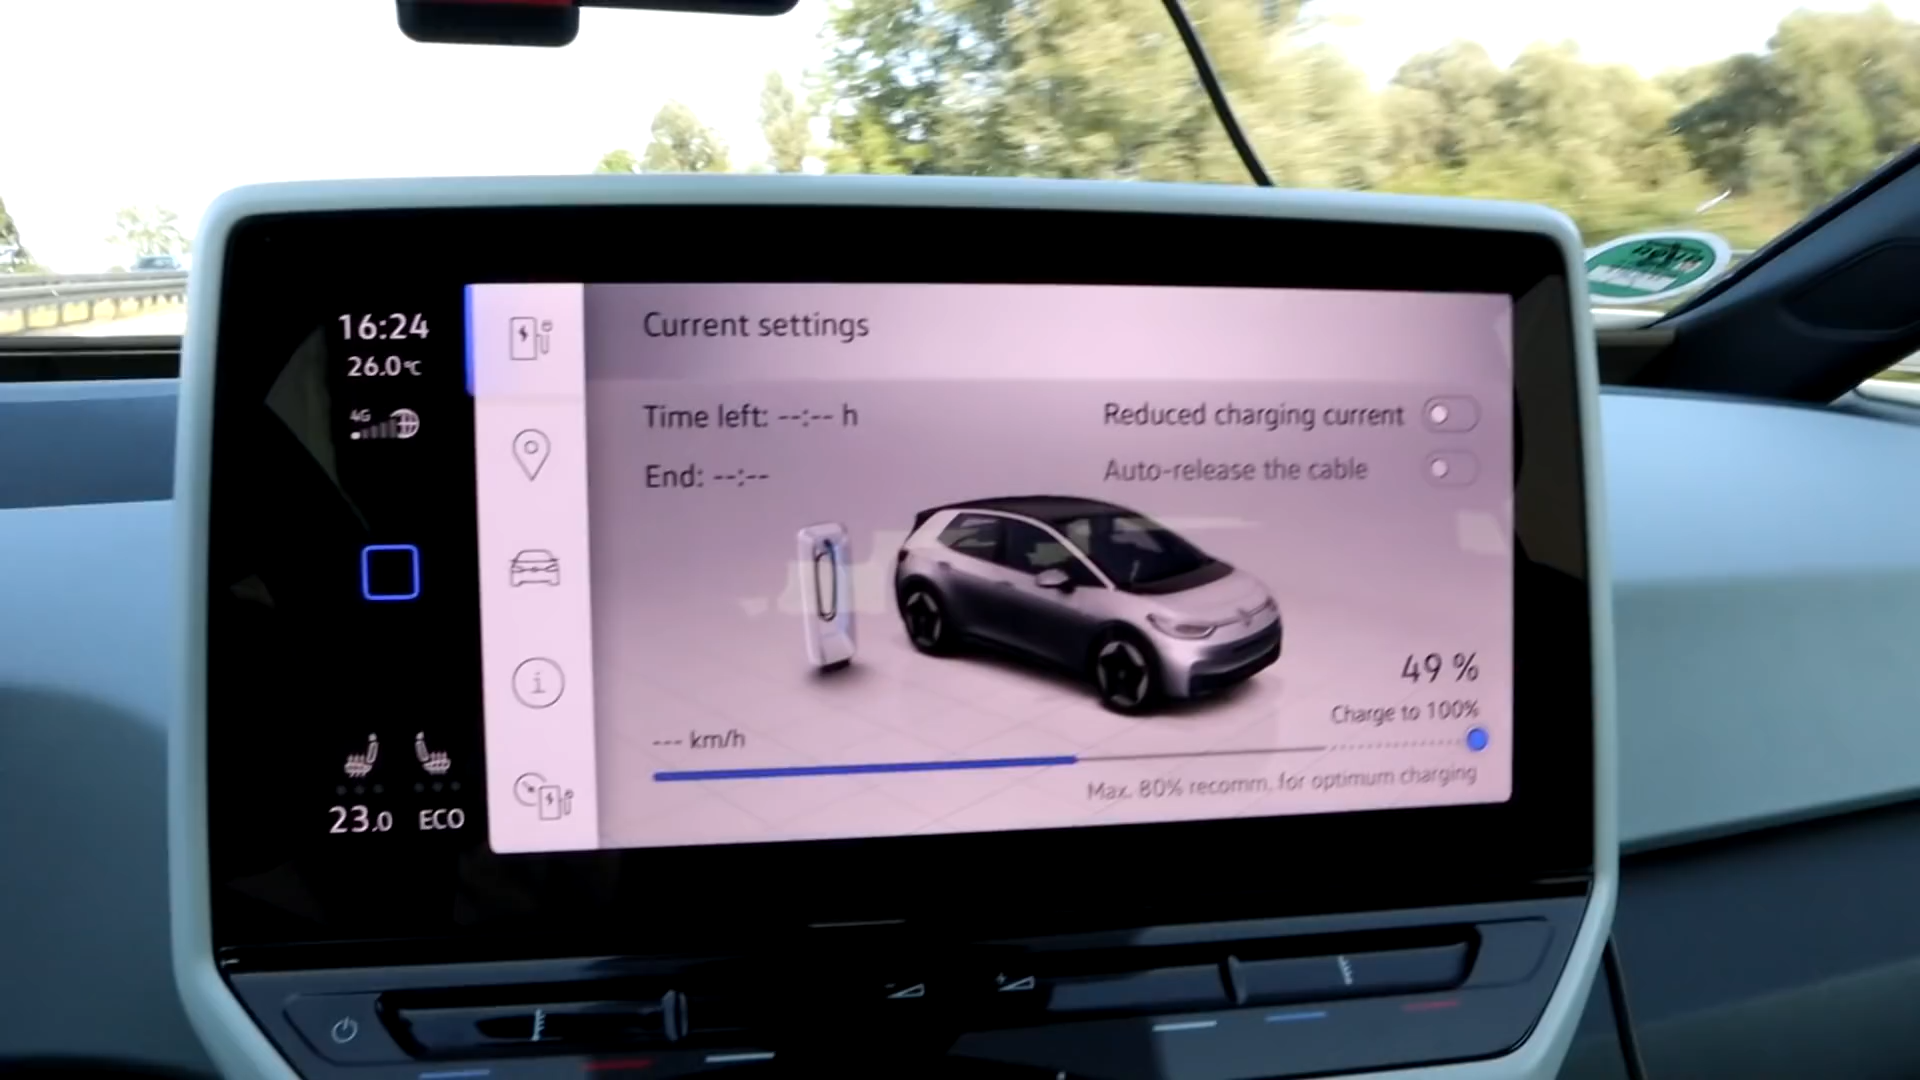 16:24
26.0°C
4G
23.0 ECO
Current settings
Time left: --:-- h
End: --:--
Reduced charging current
Auto-release the cable
49 %
Charge to 100%
--- km/h
Max. 80% recomm. for optimum charging